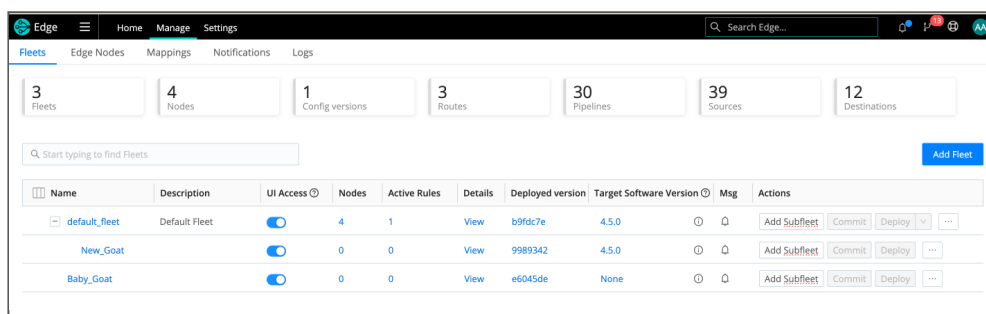 Edge Home Manage Settings Search Edge... 13 AA
Fleets Edge Nodes Mappings Notifications Logs
3 4 1 3 30 39 12
Fleets Nodes Config versions Routes Pipelines Sources Destinations
Start typing to find Fleets Add Fleet
Name Description UI Access Nodes Active Rules Details Deployed version Target Software Version Msg Actions
default_fleet Default Fleet 4 1 View b9fdc7e 4.5.0 Add Subfleet Commit Deploy ...
New_Goat 0 0 View 9989342 4.5.0 Add Subfleet Commit Deploy ...
Baby_Goat 0 0 View e6045de None Add Subfleet Commit Deploy ...